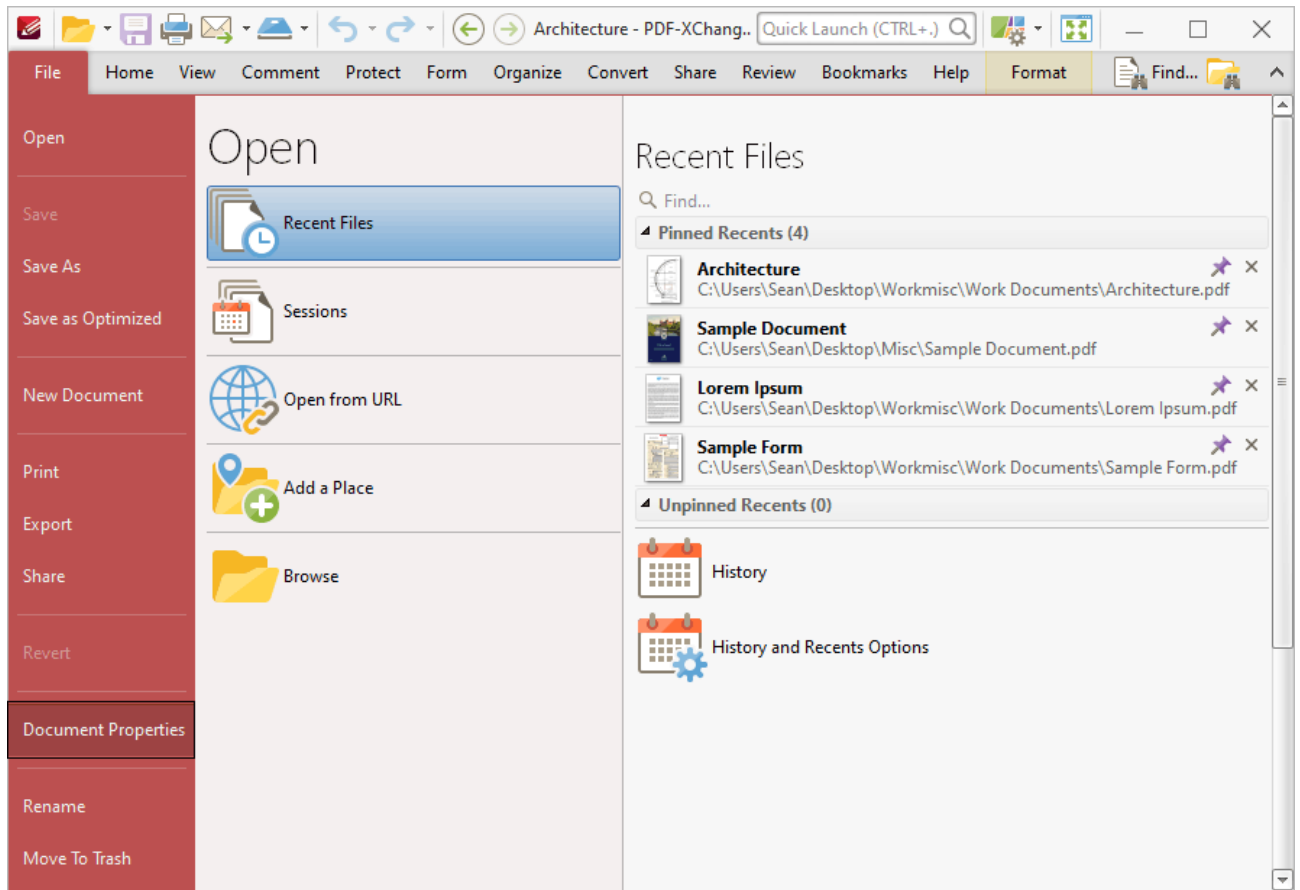 Architecture - PDF-XChang..
Quick Launch (CTRL+.)
File Home View Comment Protect Form Organize Convert Share Review Bookmarks Help Format Find...
Open
Save
Save As
Save as Optimized
New Document
Print
Export
Share
Revert
Document Properties
Rename
Move To Trash
Open
Recent Files
Sessions
Open from URL
Add a Place
Browse
Recent Files
Find...
Pinned Recents (4)
Architecture
C:\Users\Sean\Desktop\Workmisc\Work Documents\Architecture.pdf
Sample Document
C:\Users\Sean\Desktop\Misc\Sample Document.pdf
Lorem Ipsum
C:\Users\Sean\Desktop\Workmisc\Work Documents\Lorem Ipsum.pdf
Sample Form
C:\Users\Sean\Desktop\Workmisc\Work Documents\Sample Form.pdf
Unpinned Recents (0)
History
History and Recents Options